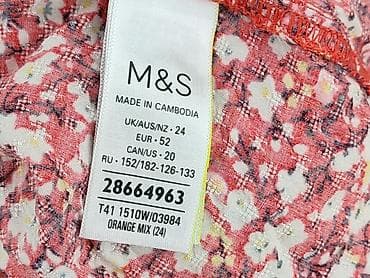 M&S
MADE IN CAMBODIA
UK/AUS/NZ - 24
EUR - 52
CAN/US - 20
RU - 152/182-126-133
28664963
T41 1510W/03984
ORANGE MIX (24)